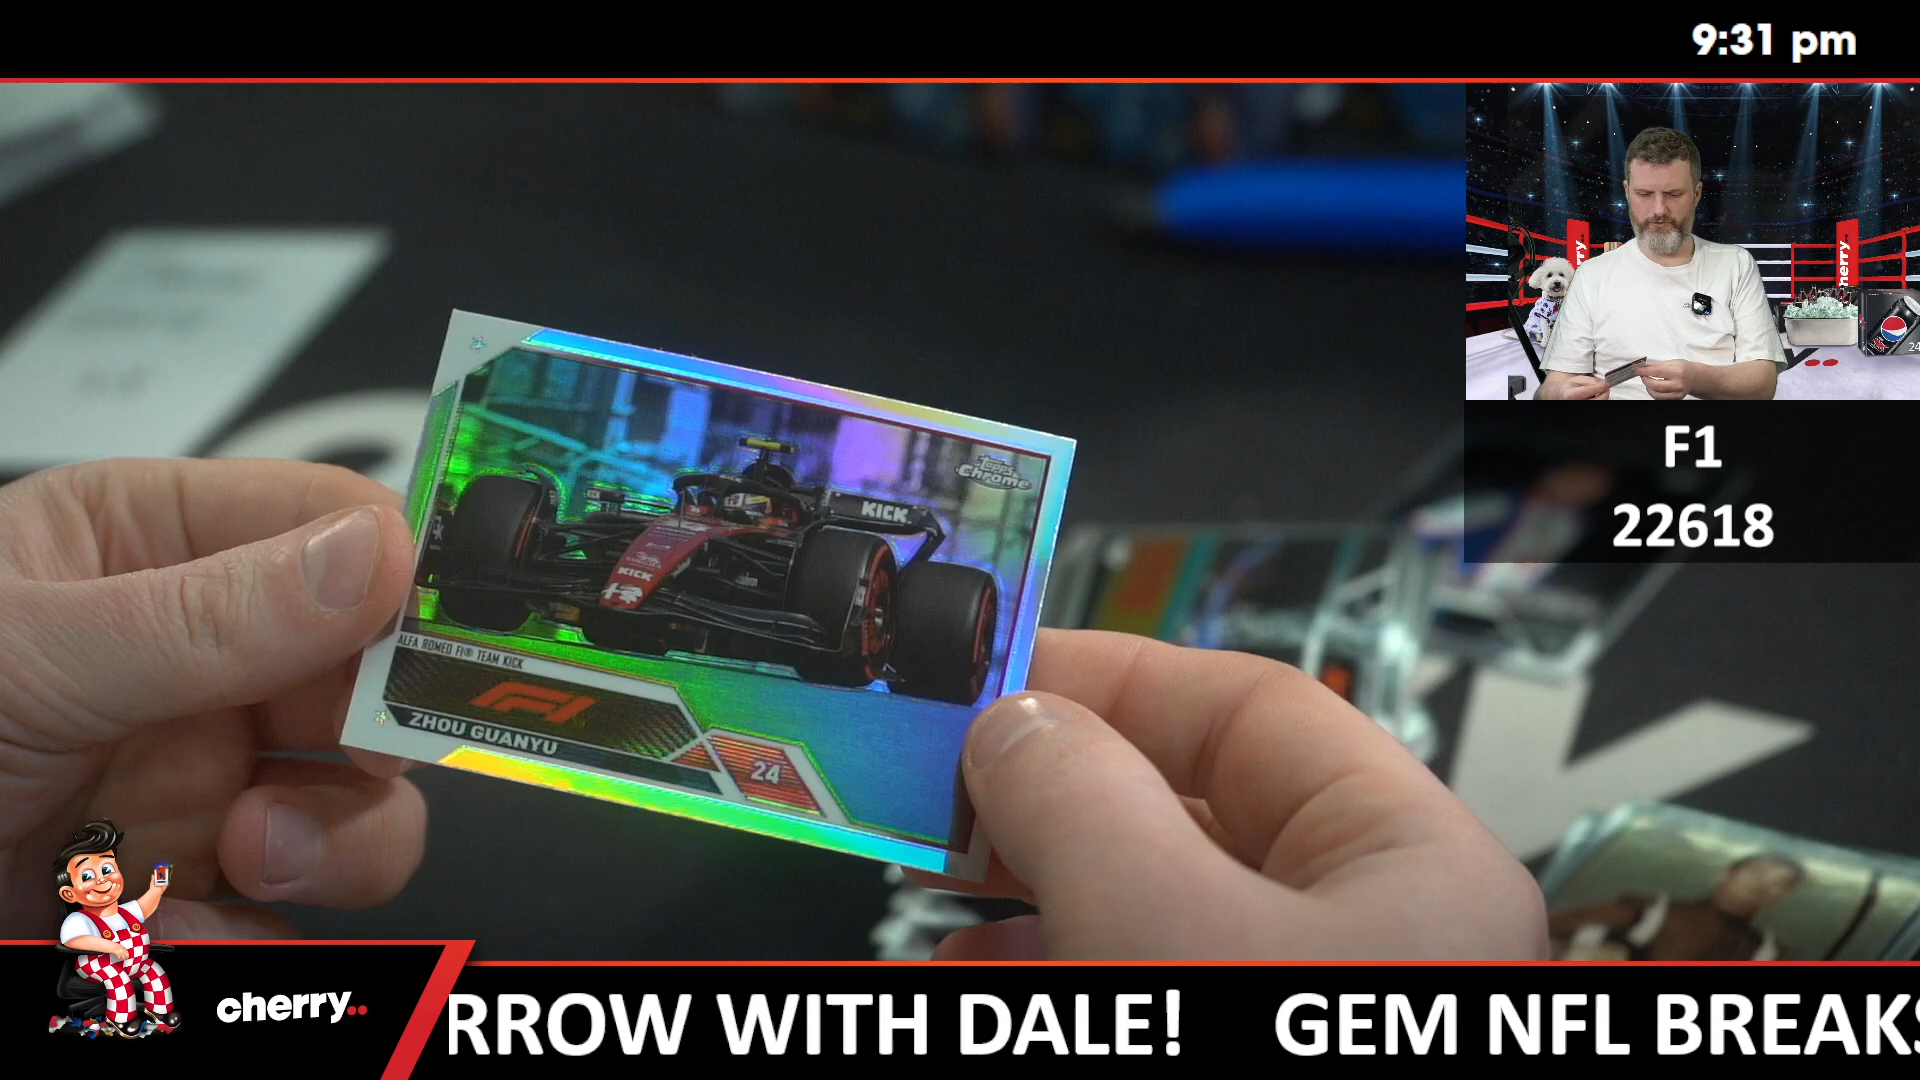 9:31 pm
F1
22618
Topps
Chrome
KICK
KICK
ALFA ROMEO F1® TEAM KICK
F1
ZHOU GUANYU
24
cherry..
RROW WITH DALE! GEM NFL BREAKS